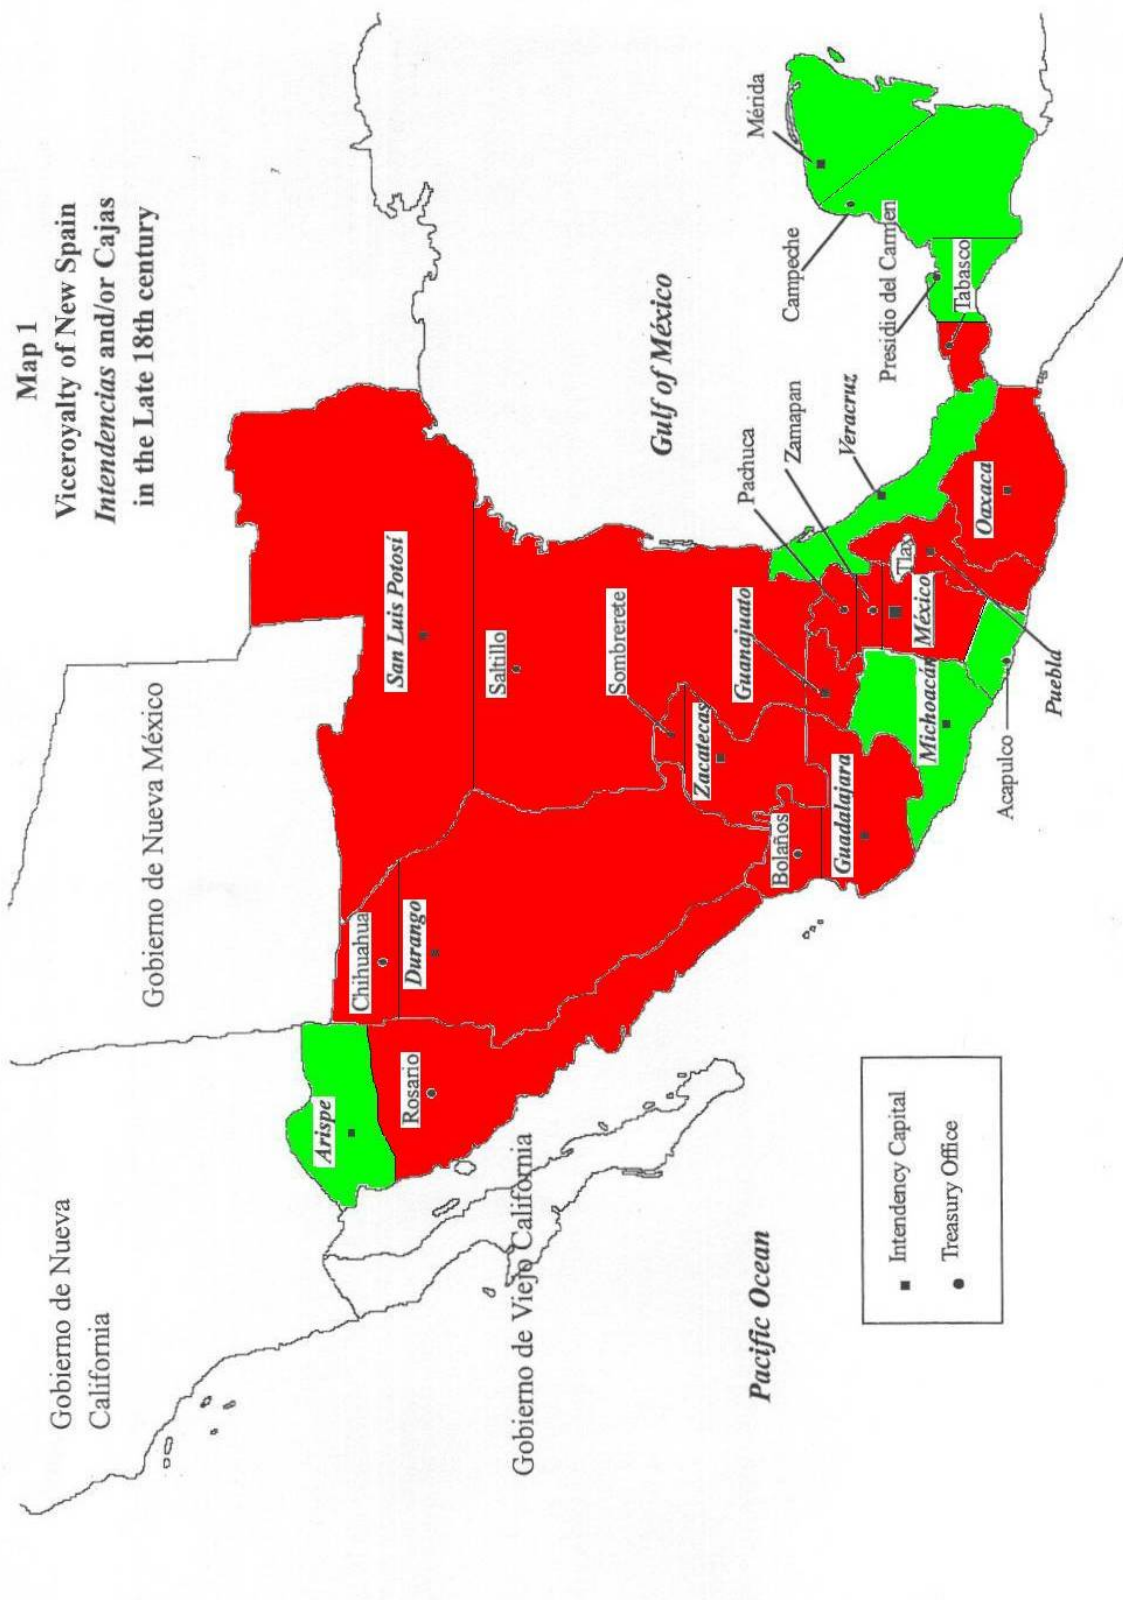 Map 1
Viceroyalty of New Spain
Intendencias and/or Cajas
in the Late 18th century
Gobierno de Nueva
California
Gobierno de Nueva México
Gobierno de Viejo California
Arispe
Rosario
Chihuahua
Durango
San Luis Potosí
Saltillo
Sombrerete
Zacatecas
Guanajuato
Bolaños
Guadalajara
Michoacán
México
Tlax
Pachuca
Zamapan
Veracruz
Oaxaca
Puebla
Acapulco
Gulf of México
Mérida
Campeche
Presidio del Carmen
Tabasco
Pacific Ocean
Intendency Capital
Treasury Office